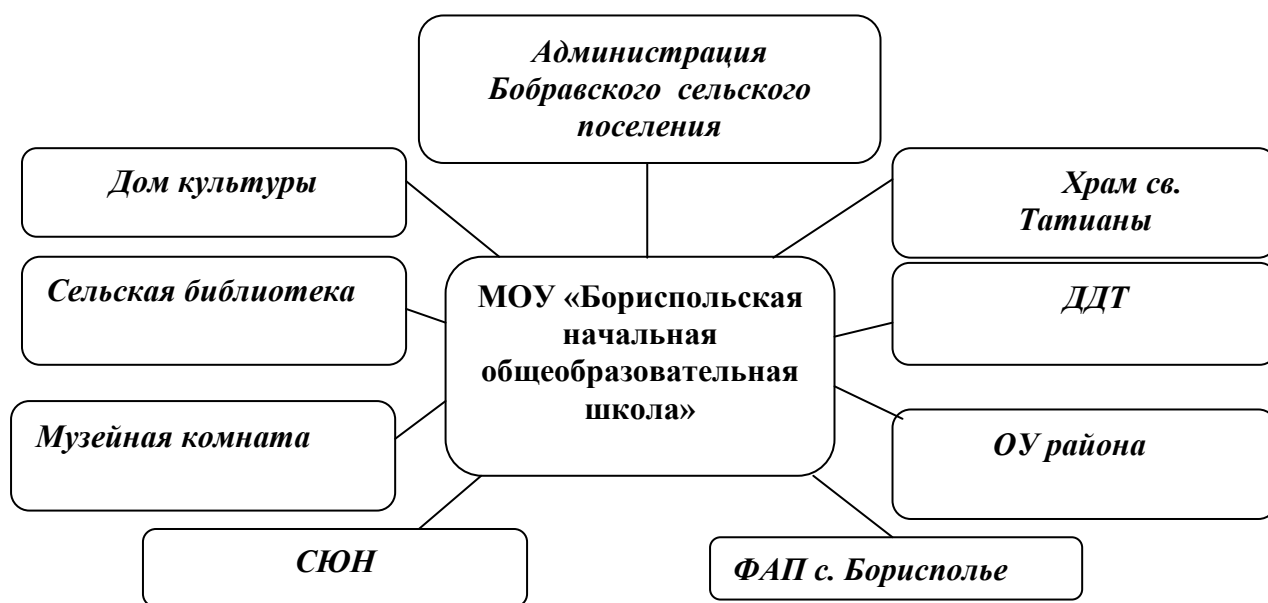 Администрация
Бобравского сельского
поселения
Дом культуры
Храм св.
Татианы
Сельская библиотека
МОУ «Бориспольская
начальная
общеобразовательная
школа»
ДДТ
Музейная комната
ОУ района
СЮН
ФАП с. Борисполье